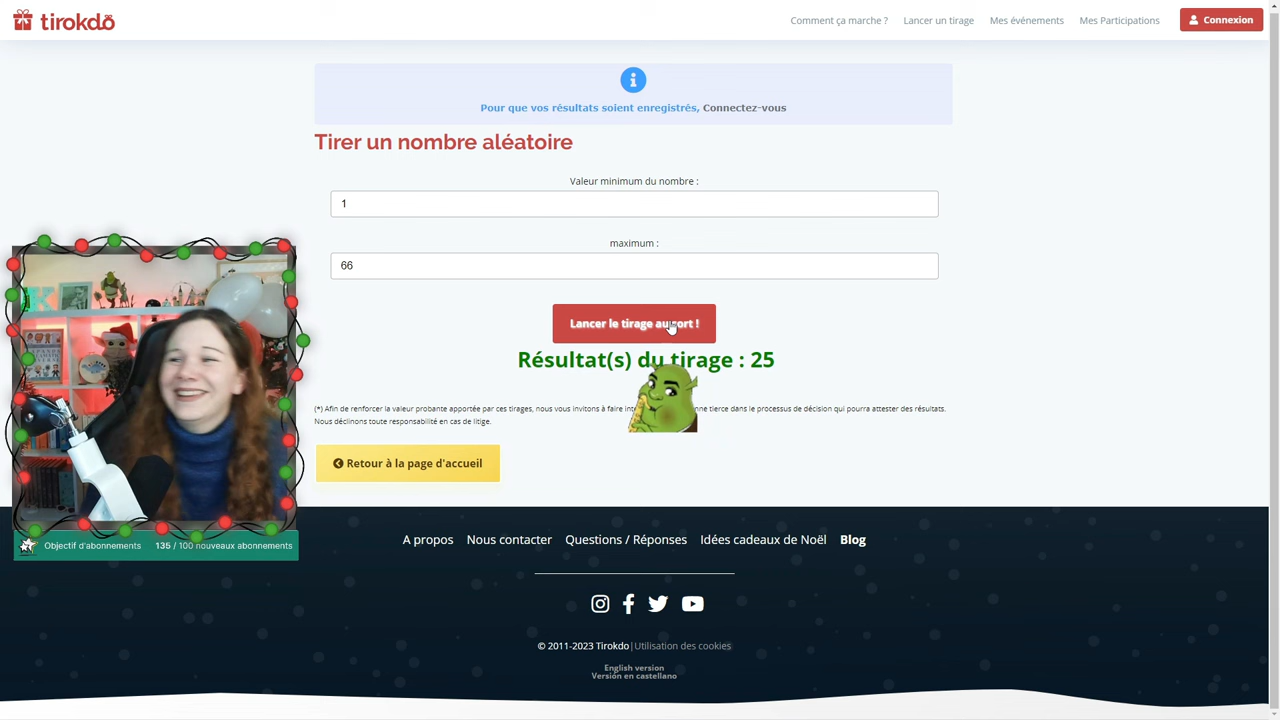 tirokdo
Comment ça marche ?
Lancer un tirage
Mes événements
Mes Participations
Connexion
Pour que vos résultats soient enregistrés, Connectez-vous
Tirer un nombre aléatoire
Valeur minimum du nombre :
1
maximum :
66
Lancer le tirage au sort !
Résultat(s) du tirage : 25
(*) Afin de renforcer la valeur probante apportée par ces tirages, nous vous invitons à faire dans le processus de décision qui pourra attester des résultats.
Nous déclinons toute responsabilité en cas de litige.
Retour à la page d'accueil
Objectif d'abonnements 135 / 100 nouveaux abonnements
A propos
Nous contacter
Questions / Réponses
Idées cadeaux de Noël
Blog
© 2011-2023 Tirokdo|Utilisation des cookies
English version
Versión en castellano